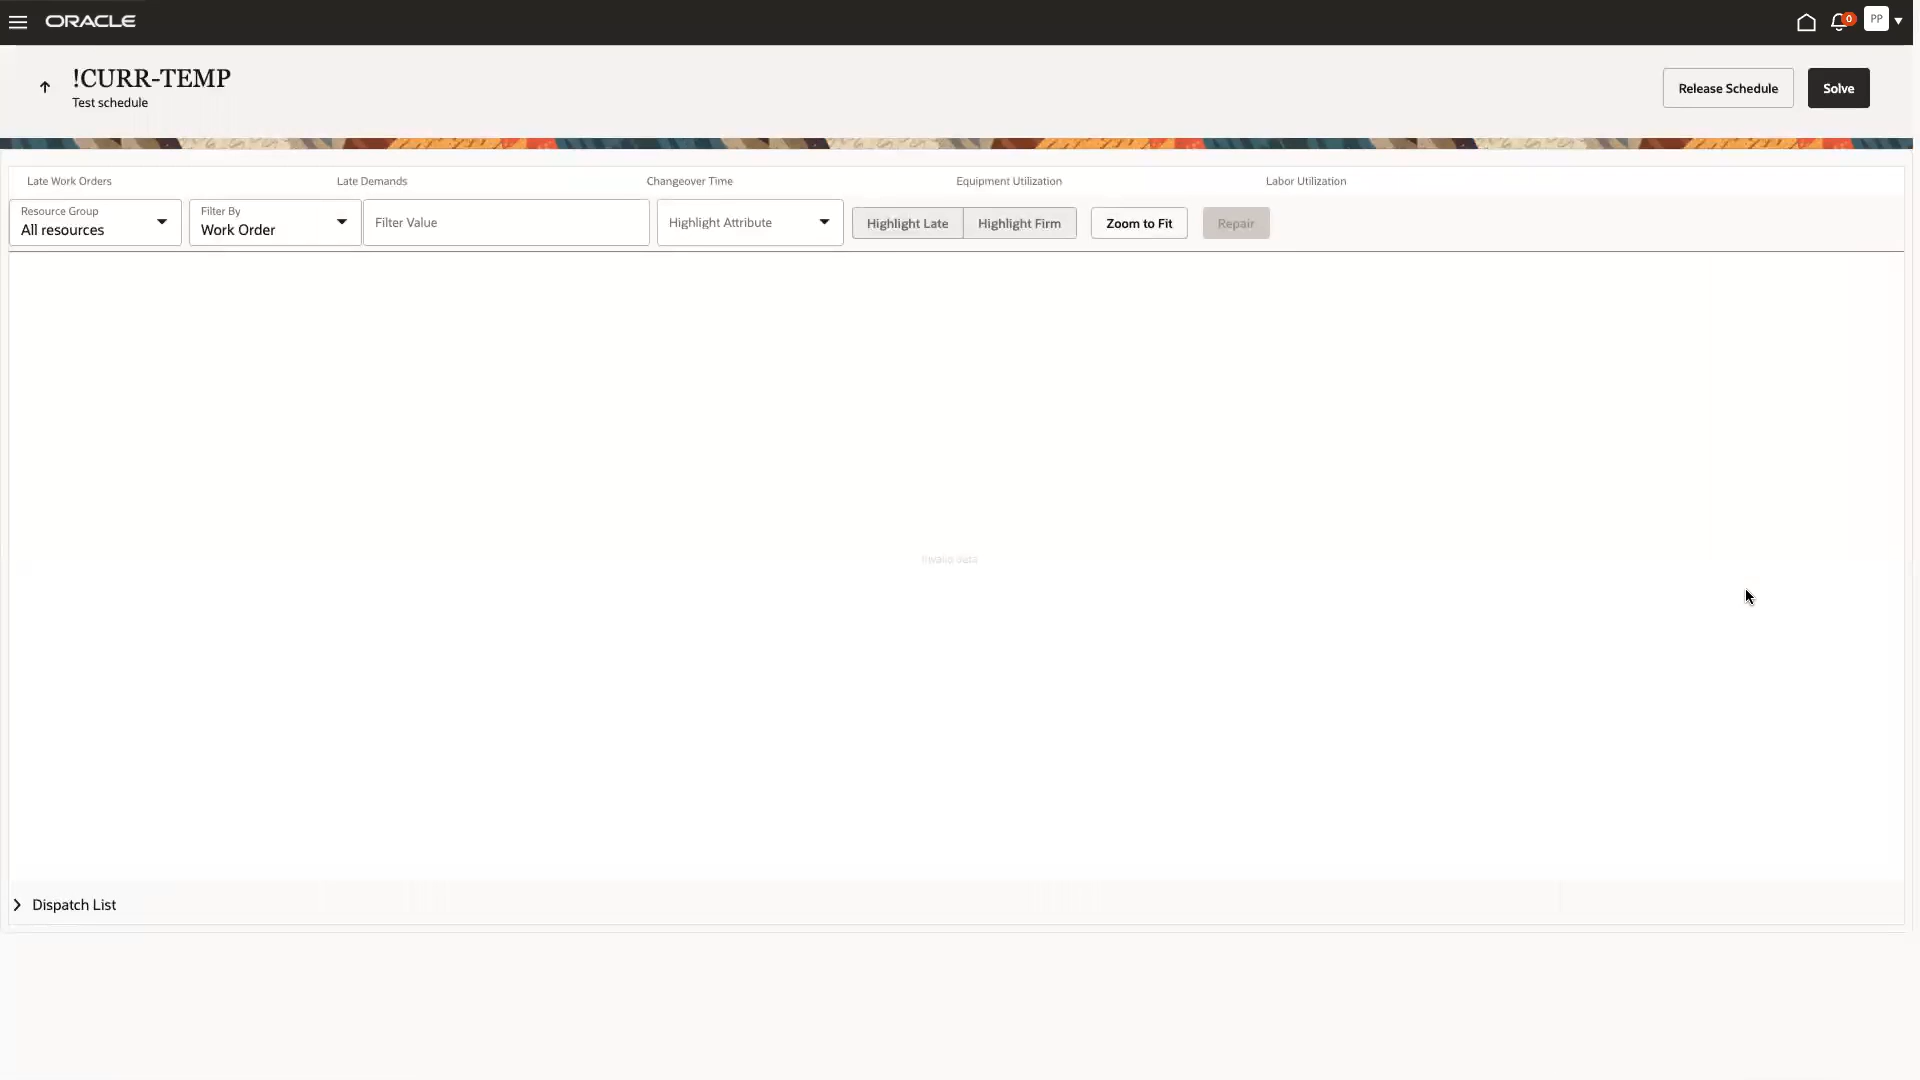 ORACLE
0
PP
!CURR-TEMP
Test schedule
Release Schedule
Solve
Late Work Orders
Late Demands
Changeover Time
Equipment Utilization
Labor Utilization
Resource Group
All resources
Filter By
Work Order
Filter Value
Highlight Attribute
Highlight Late
Highlight Firm
Zoom to Fit
Repair
Invalid data
Dispatch List